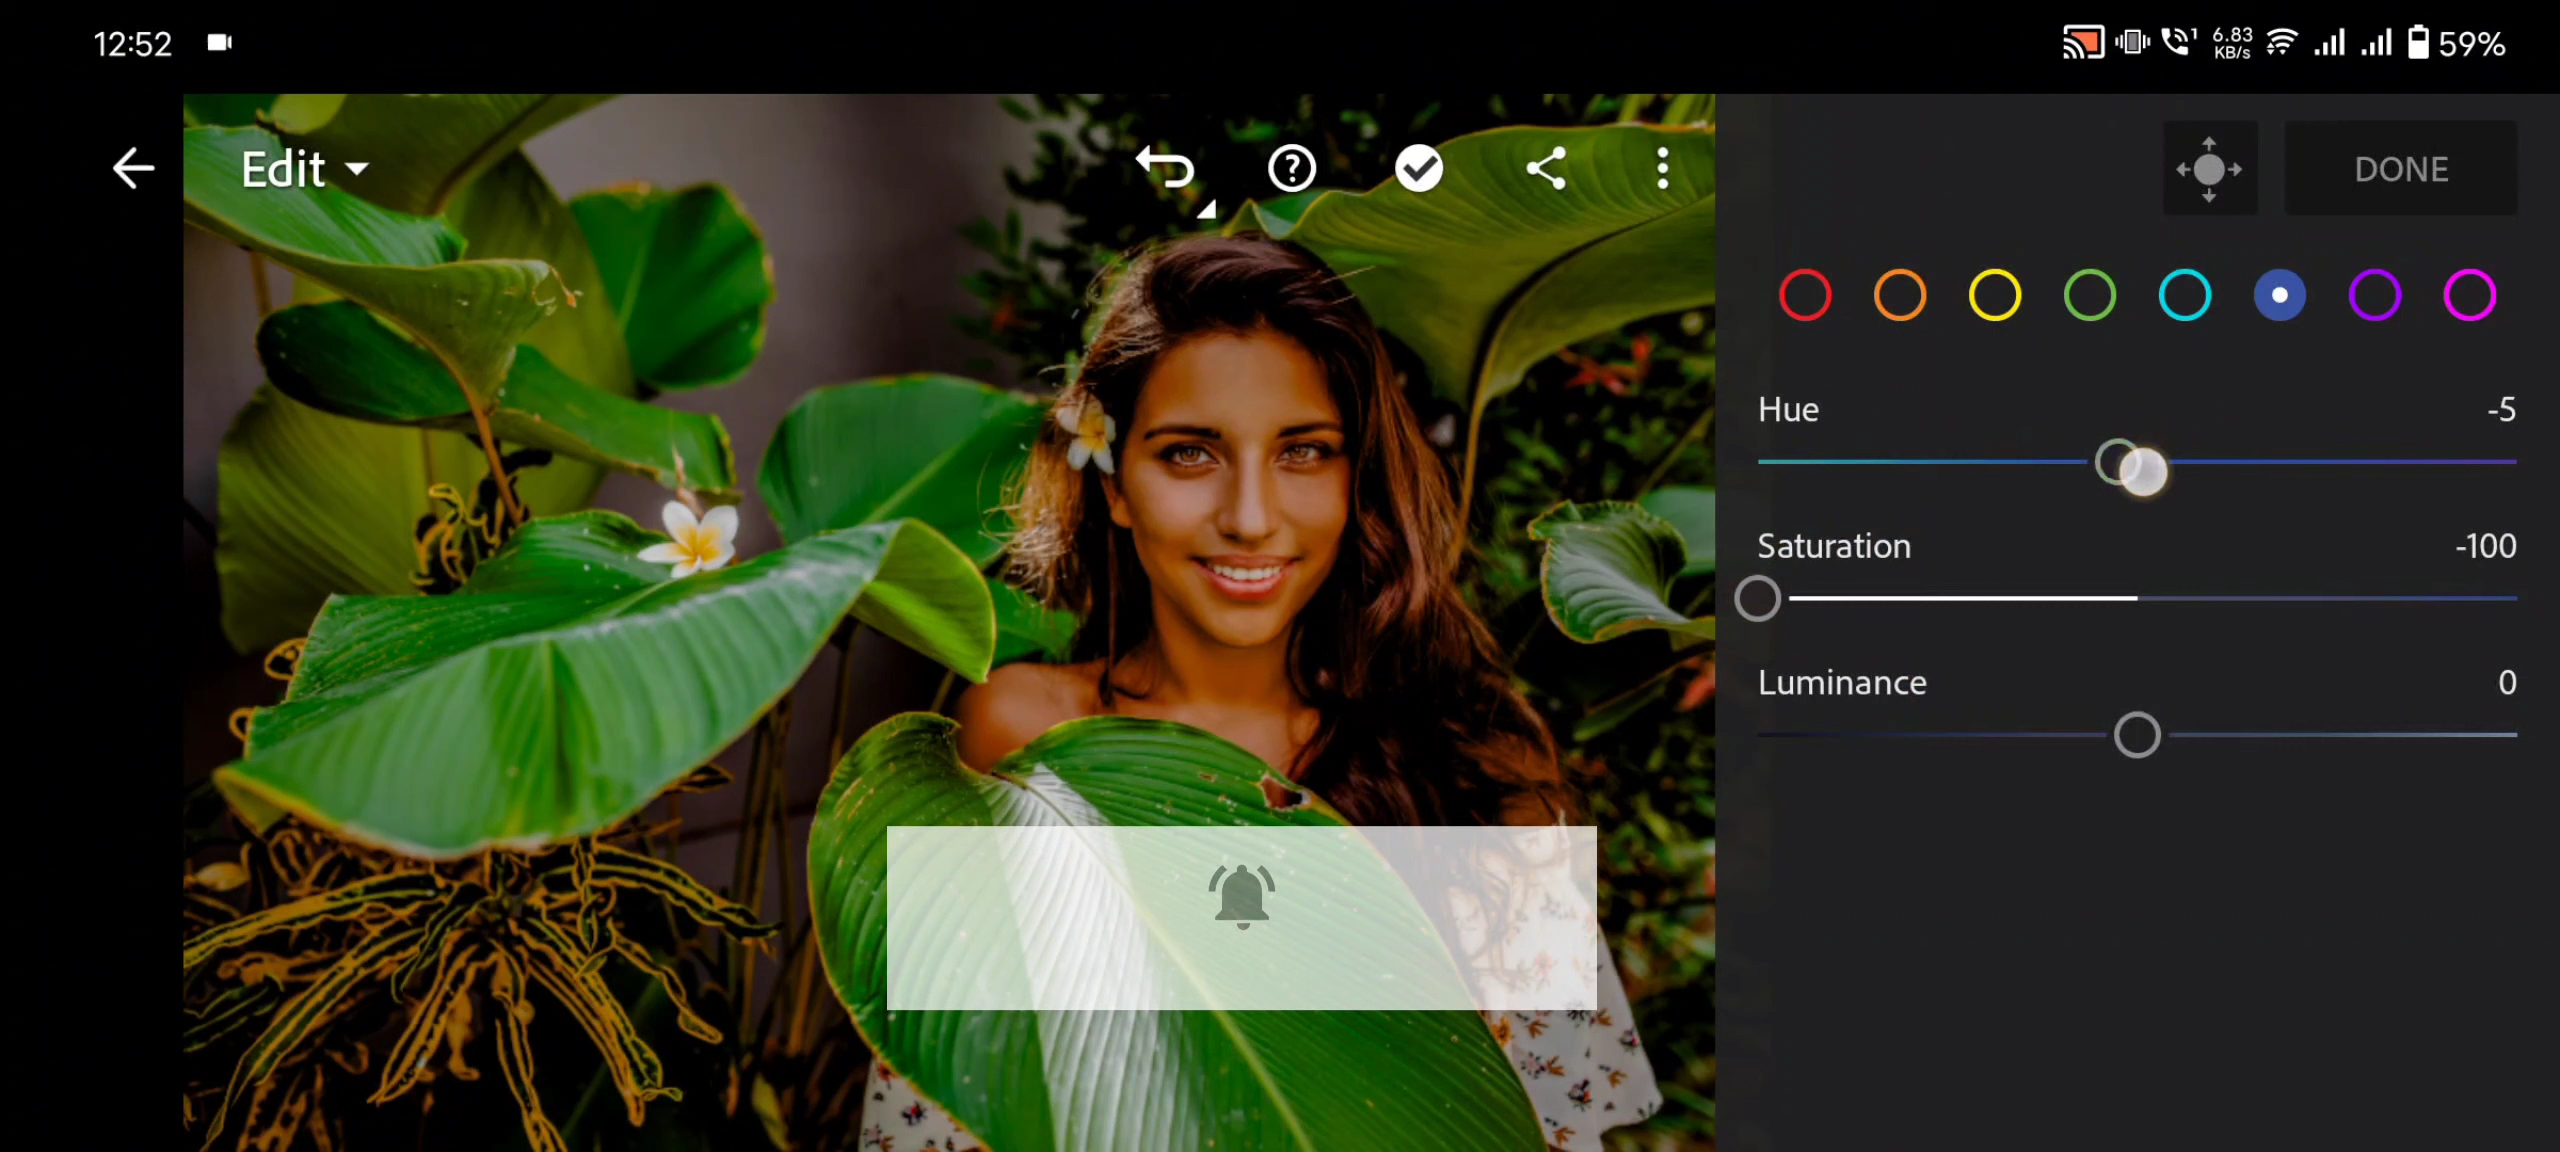 12:52
6.83
KB/s
59%
Edit
DONE
Hue -5
Saturation -100
Luminance 0